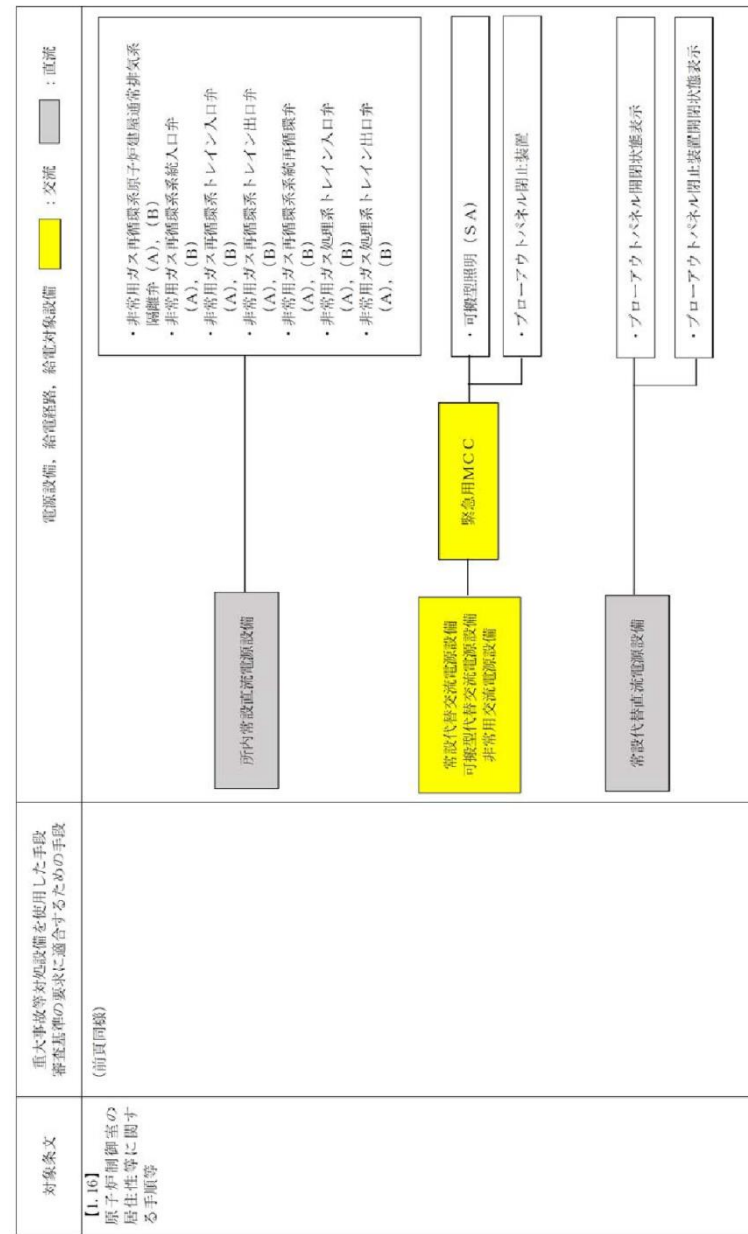 対象条文
重大事故等対処設備を使用した手段
審査基準の要求に適合するための手段
電源設備，給電経路，給電対象設備
：交流
：直流
【1.16】
原子炉制御室の
居住性等に関す
る手順等
(前頁同様)
所内常設直流電源設備
・非常用ガス再循環系原子炉建屋通常排気系
隔離弁 (A)，(B)
・非常用ガス再循環系系統入口弁
(A)，(B)
・非常用ガス再循環系トレイン入口弁
(A)，(B)
・非常用ガス再循環系トレイン出口弁
(A)，(B)
・非常用ガス再循環系系統再循環弁
(A)，(B)
・非常用ガス処理系トレイン入口弁
(A)，(B)
・非常用ガス処理系トレイン出口弁
(A)，(B)
常設代替交流電源設備
可搬型代替交流電源設備
非常用交流電源設備
緊急用ＭＣＣ
・可搬型照明（ＳＡ）
・ブローアウトパネル閉止装置
常設代替直流電源設備
・ブローアウトパネル開閉状態表示
・ブローアウトパネル閉止装置開閉状態表示